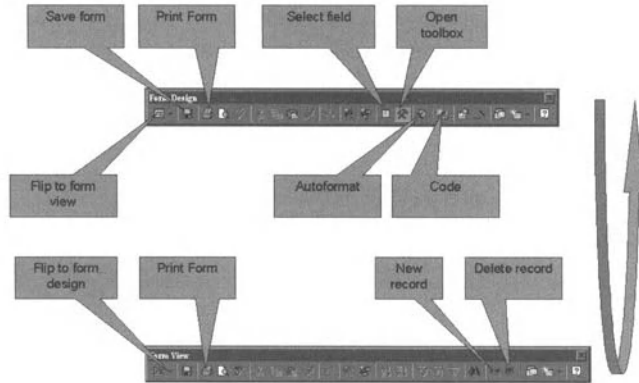 Save form
Print Form
Select field
Open
toolbox
Form Design
Flip to form
view
Autoformat
Code
Flip to form
design
Print Form
New
record
Delete record
Form View